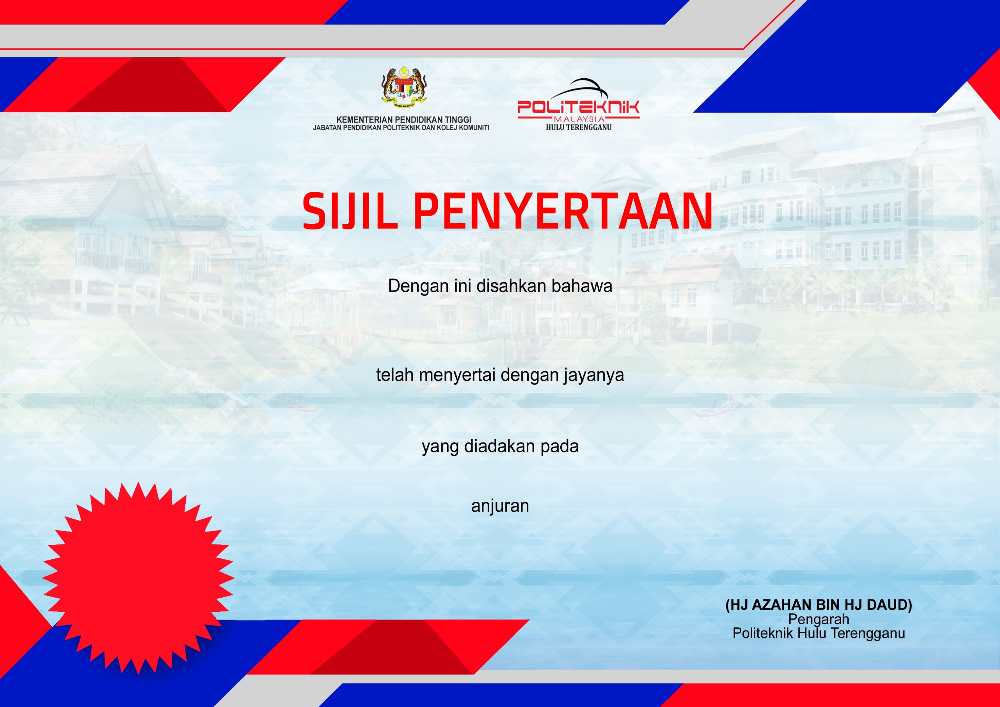 KEMENTERIAN PENDIDIKAN TINGGI
JABATAN PENDIDIKAN POLITEKNIK DAN KOLEJ KOMUNITI
POLITEKNIK
MALAYSIA
HULU TERENGGANU
SIJIL PENYERTAAN
Dengan ini disahkan bahawa
telah menyertai dengan jayanya
yang diadakan pada
anjuran
(HJ AZAHAN BIN HJ DAUD)
Pengarah
Politeknik Hulu Terengganu